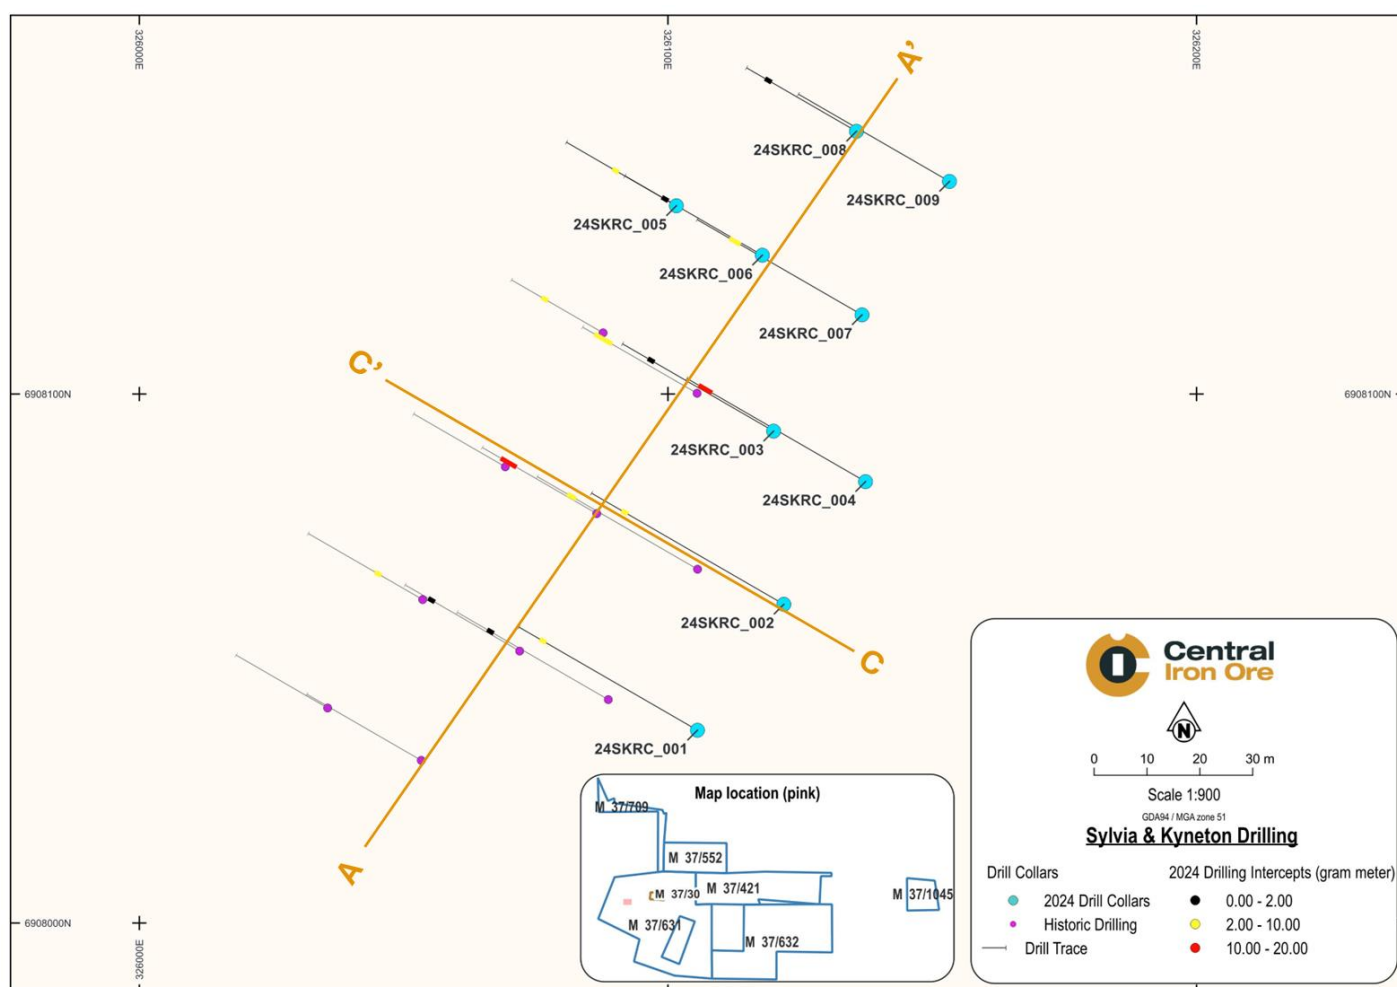 326000E
326100E
326200E
A’
24SKRC_008
24SKRC_009
24SKRC_005
24SKRC_006
24SKRC_007
C’
6908100N
6908100N
24SKRC_003
24SKRC_004
24SKRC_002
C
24SKRC_001
A
6908000N
326000E
Map location (pink)
M 37/709
M 37/552
M 37/421
M 37/30
M 37/1045
M 37/631
M 37/632
Central
Iron Ore
N
0 10 20 30 m
Scale 1:900
GDA94 / MGA zone 51
Sylvia & Kyneton Drilling
Drill Collars
2024 Drill Collars
Historic Drilling
Drill Trace
2024 Drilling Intercepts (gram meter)
0.00 - 2.00
2.00 - 10.00
10.00 - 20.00